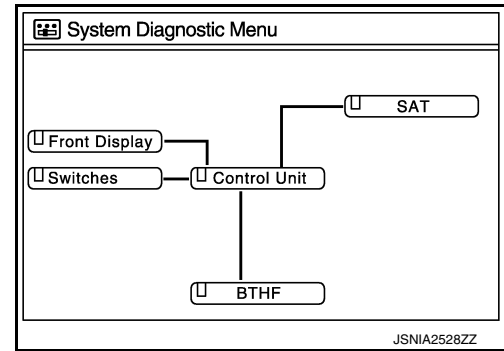 System Diagnostic Menu
SAT
Front Display
Switches
Control Unit
BTHF
JSNIA2528ZZ